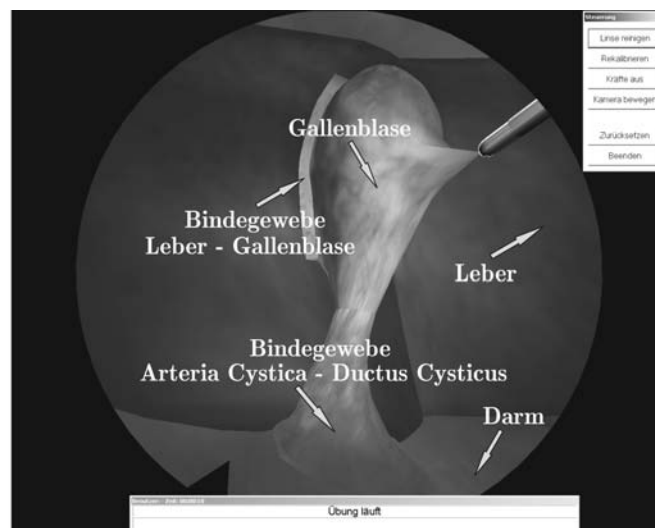 Steuerung
Linse reinigen
Rekalibrieren
Kräfte aus
Kamera bewegen
Zurücksetzen
Beenden
Gallenblase
Bindegewebe
Leber - Gallenblase
Leber
Bindegewebe
Arteria Cystica - Ductus Cysticus
Darm
Übung läuft